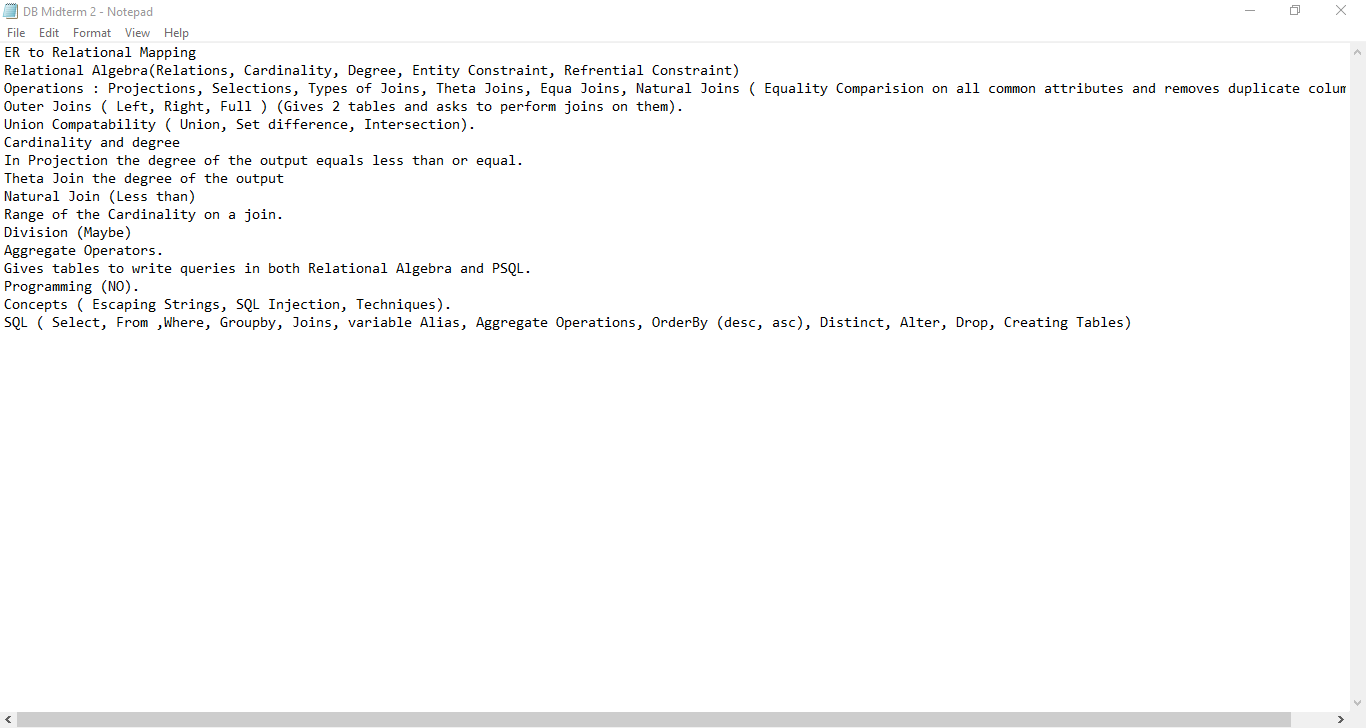 DB Midterm 2 - Notepad
File Edit Format View Help
ER to Relational Mapping
Relational Algebra(Relations, Cardinality, Degree, Entity Constraint, Refrential Constraint)
Operations : Projections, Selections, Types of Joins, Theta Joins, Equa Joins, Natural Joins ( Equality Comparision on all common attributes and removes duplicate
Outer Joins ( Left, Right, Full ) (Gives 2 tables and asks to perform joins on them).
Union Compatability ( Union, Set difference, Intersection).
Cardinality and degree
In Projection the degree of the output equals less than or equal.
Theta Join the degree of the output
Natural Join (Less than)
Range of the Cardinality on a join.
Division (Maybe)
Aggregate Operators.
Gives tables to write queries in both Relational Algebra and PSQL.
Programming (NO).
Concepts ( Escaping Strings, SQL Injection, Techniques).
SQL ( Select, From ,Where, Groupby, Joins, variable Alias, Aggregate Operations, OrderBy (desc, asc), Distinct, Alter, Drop, Creating Tables)